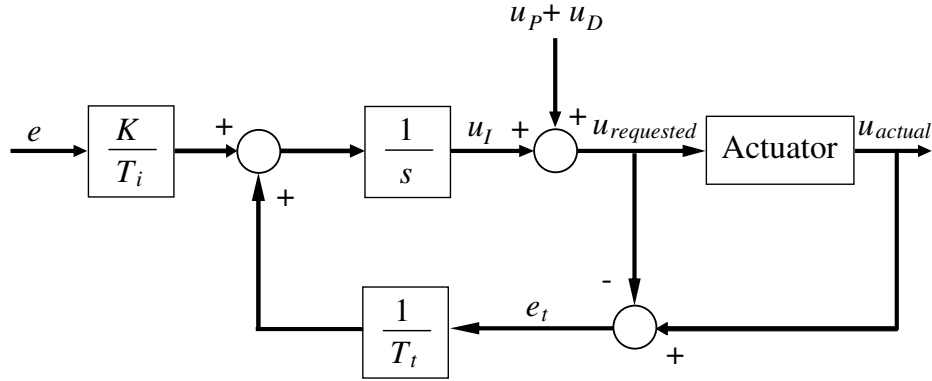 u_P + u_D
e
K
T_i
+
1
s
u_I
+
+
u_requested
Actuator
u_actual
+
-
1
T_t
e_t
+